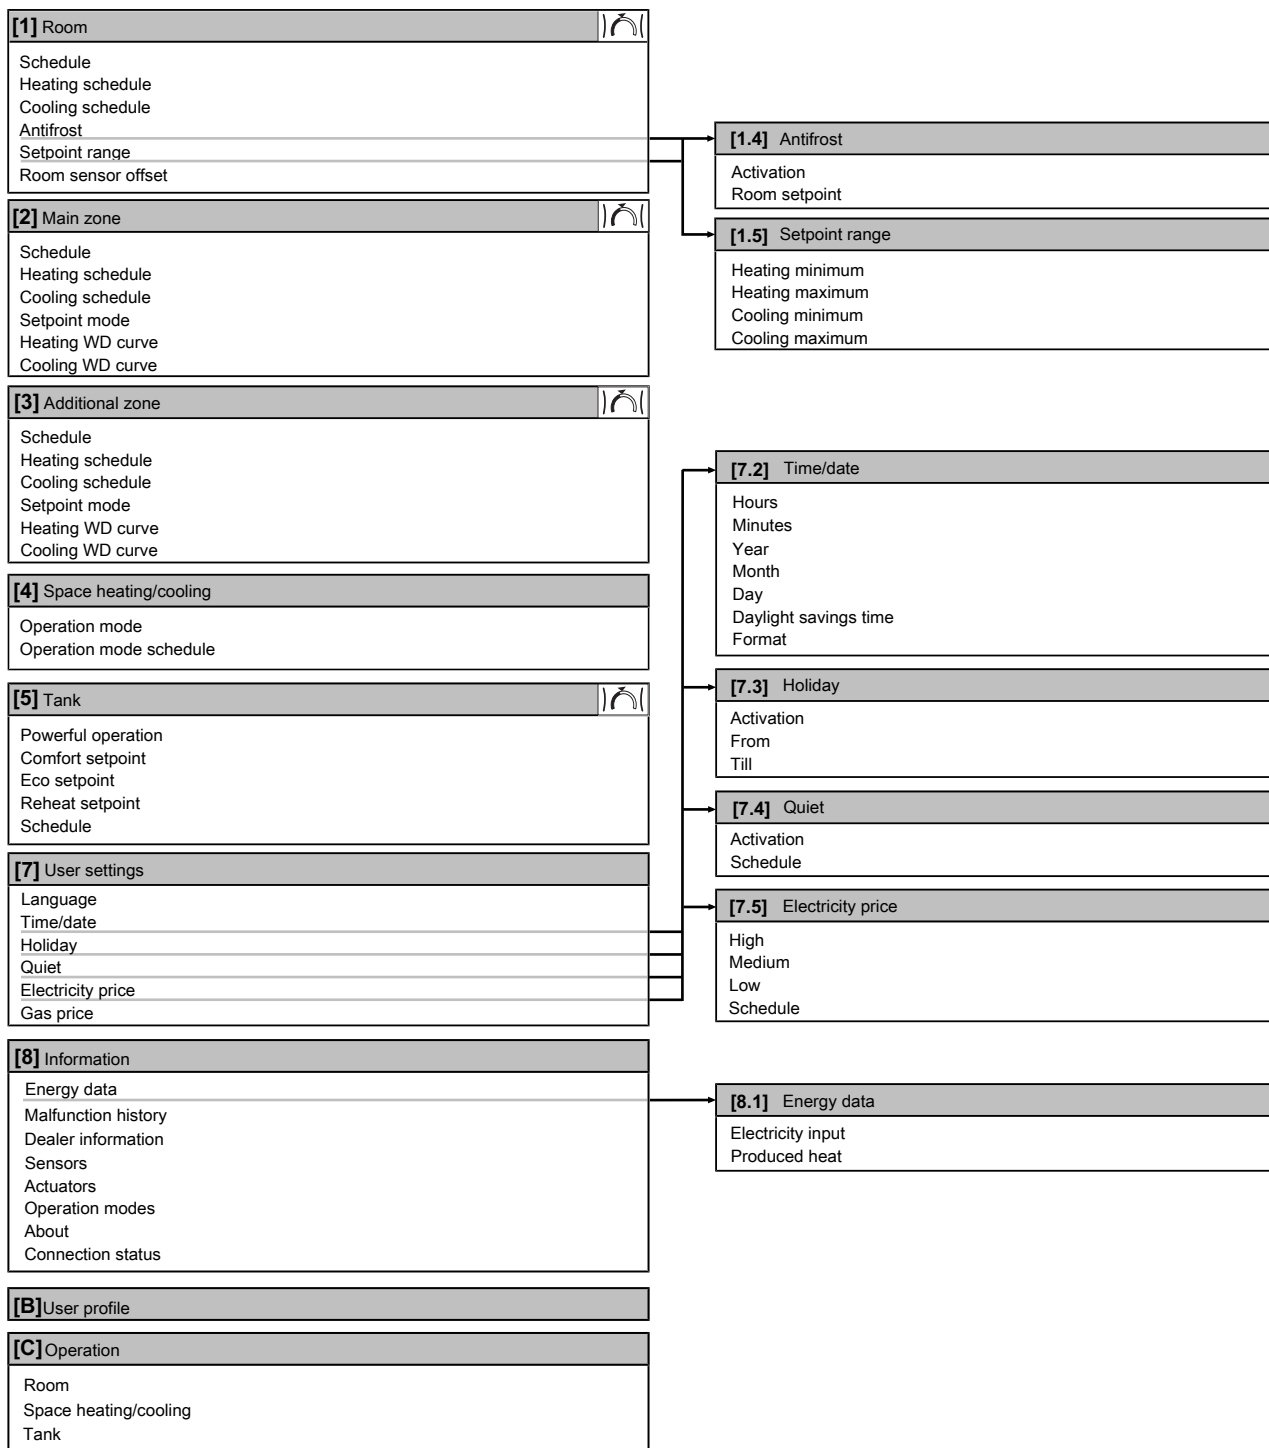 [1] Room
Schedule
Heating schedule
Cooling schedule
Antifrost
Setpoint range
Room sensor offset
[1.4] Antifrost
Activation
Room setpoint
[1.5] Setpoint range
Heating minimum
Heating maximum
Cooling minimum
Cooling maximum
[2] Main zone
Schedule
Heating schedule
Cooling schedule
Setpoint mode
Heating WD curve
Cooling WD curve
[3] Additional zone
Schedule
Heating schedule
Cooling schedule
Setpoint mode
Heating WD curve
Cooling WD curve
[4] Space heating/cooling
Operation mode
Operation mode schedule
[5] Tank
Powerful operation
Comfort setpoint
Eco setpoint
Reheat setpoint
Schedule
[7] User settings
Language
Time/date
Holiday
Quiet
Electricity price
Gas price
[7.2] Time/date
Hours
Minutes
Year
Month
Day
Daylight savings time
Format
[7.3] Holiday
Activation
From
Till
[7.4] Quiet
Activation
Schedule
[7.5] Electricity price
High
Medium
Low
Schedule
[8] Information
Energy data
Malfunction history
Dealer information
Sensors
Actuators
Operation modes
About
Connection status
[8.1] Energy data
Electricity input
Produced heat
[B] User profile
[C] Operation
Room
Space heating/cooling
Tank